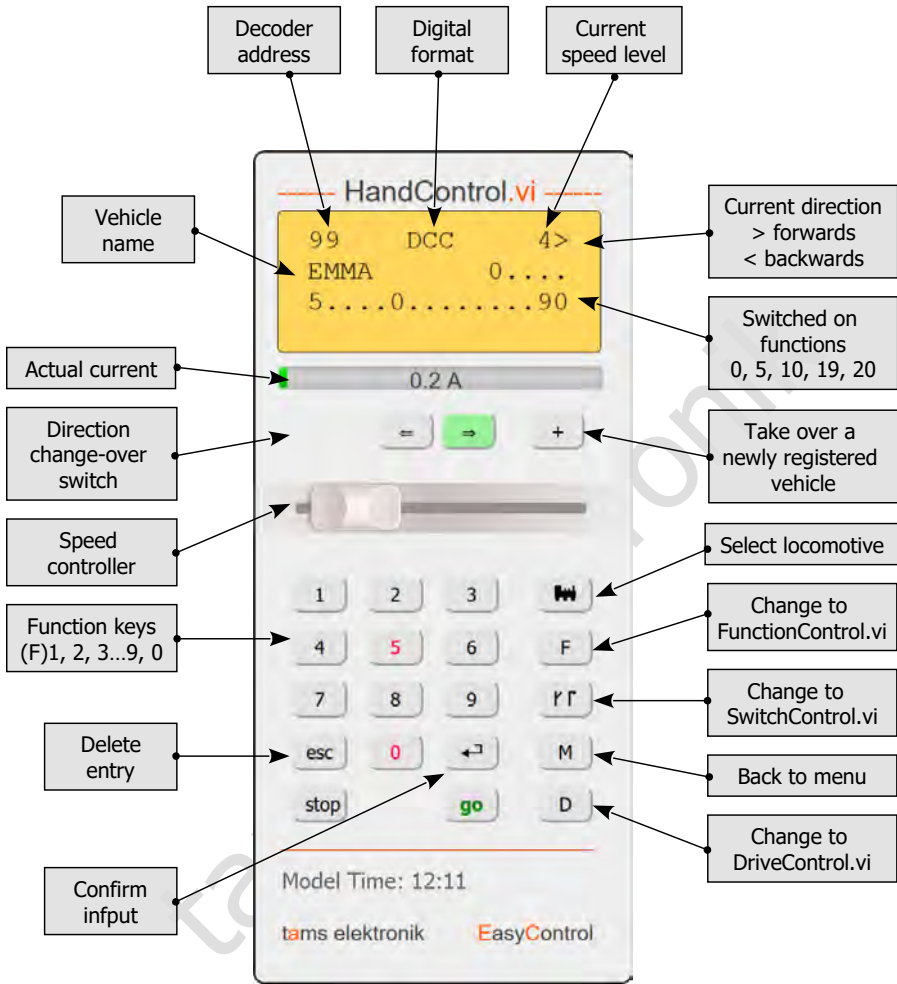 Decoder
address
Digital
format
Current
speed level
HandControl.vi
Vehicle
name
99 DCC 4>
EMMA 0....
5....0........90
Current direction
> forwards
< backwards
Switched on
functions
0, 5, 10, 19, 20
Actual current
0.2 A
Direction
change-over
switch
⇐ ⇒ +
Take over a
newly registered
vehicle
Speed
controller
Select locomotive
1 2 3
Function keys
(F)1, 2, 3...9, 0
4 5 6 F
Change to
FunctionControl.vi
7 8 9
Change to
SwitchControl.vi
Delete
entry
esc 0 M
Back to menu
stop go D
Change to
DriveControl.vi
Confirm
infput
Model Time: 12:11
tams elektronik EasyControl